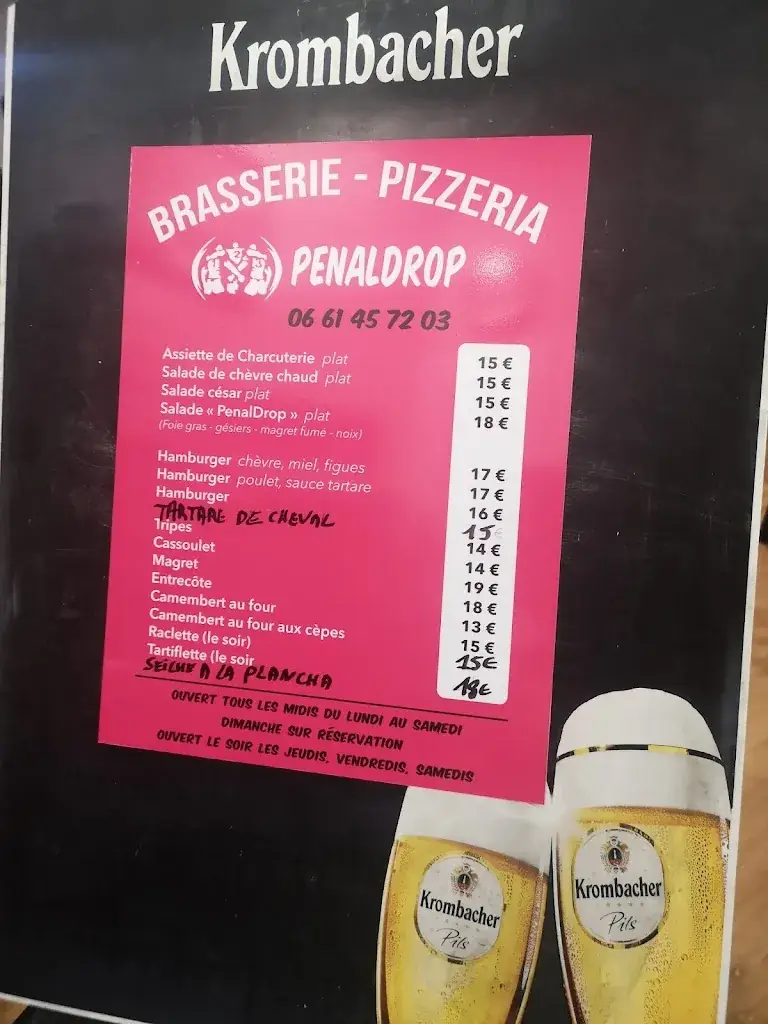 Krombacher
BRASSERIE - PIZZERIA
PENALDROP
06 61 45 72 03
Assiette de Charcuterie plat 15 €
Salade de chèvre chaud plat 15 €
Salade césar plat 15 €
Salade « PenalDrop » plat 18 €
(Foie gras - gésiers - magret fumé - noix)
Hamburger chèvre, miel, figues 17 €
Hamburger poulet, sauce tartare 17 €
Hamburger 16 €
TARTARE DE CHEVAL 15 €
Tripes 14 €
Cassoulet 14 €
Magret 19 €
Entrecôte 18 €
Camembert au four 13 €
Camembert au four aux cèpes 15 €
Raclette (le soir) 15€
Tartiflette (le soir
SEICHE A LA PLANCHA 18€
OUVERT TOUS LES MIDIS DU LUNDI AU SAMEDI
DIMANCHE SUR RÉSERVATION
OUVERT LE SOIR LES JEUDIS, VENDREDIS, SAMEDIS
Krombacher
Pils
Krombacher
Pils